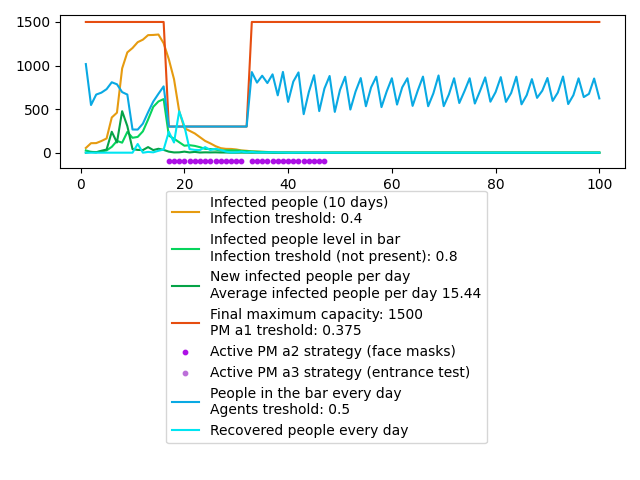 1500
1000
500
0
0
20
40
60
80
100
Infected people (10 days)
Infection treshold: 0.4
Infected people level in bar
Infection treshold (not present): 0.8
New infected people per day
Average infected people per day 15.44
Final maximum capacity: 1500
PM a1 treshold: 0.375
Active PM a2 strategy (face masks)
Active PM a3 strategy (entrance test)
People in the bar every day
Agents treshold: 0.5
Recovered people every day